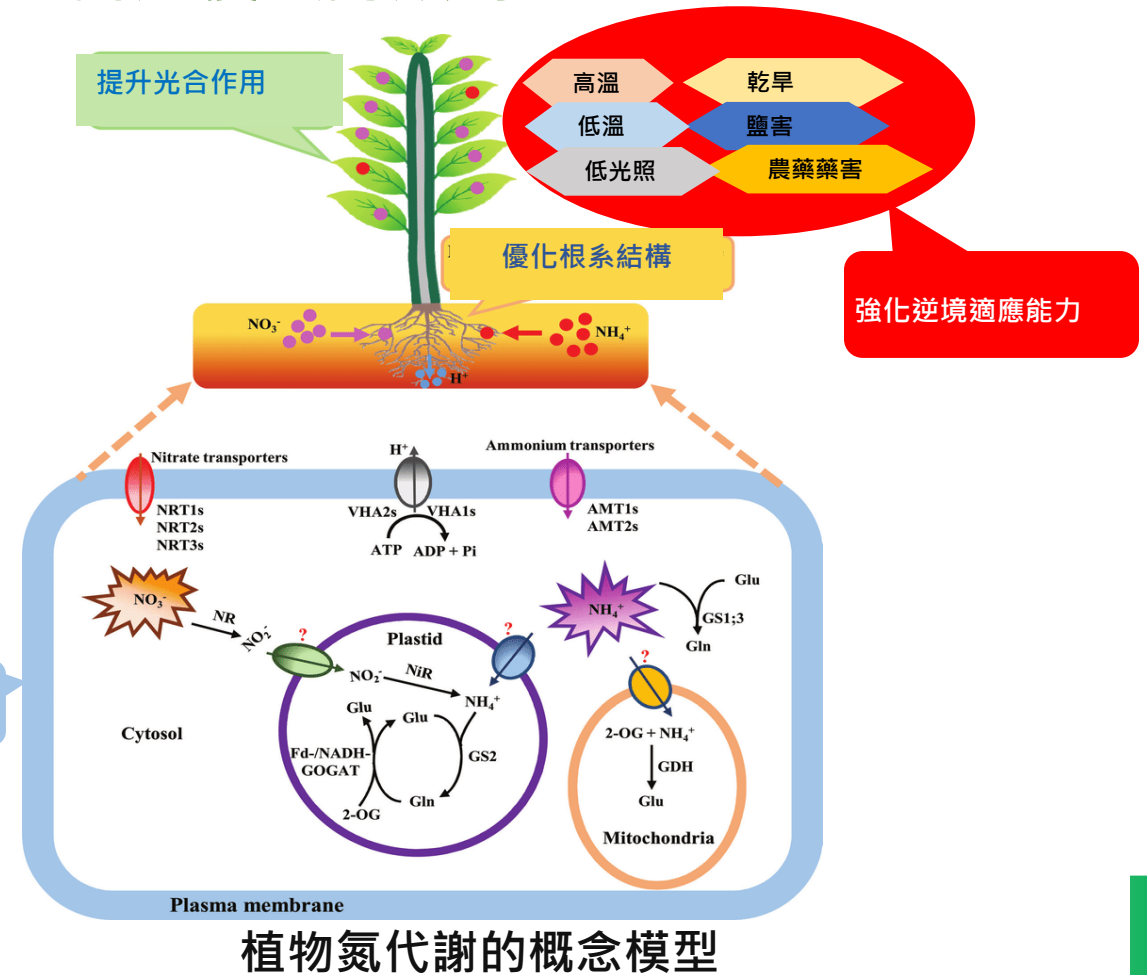 提升光合作用
高溫
乾旱
低溫
鹽害
低光照
農藥藥害
優化根系結構
強化逆境適應能力
NO₃⁻
NH₄⁺
H⁺
Nitrate transporters
H⁺
Ammonium transporters
NRT1s
NRT2s
NRT3s
VHA2s
VHA1s
ATP
ADP + Pi
AMT1s
AMT2s
NO₃⁻
NR
NO₂⁻
?
Plastid
?
NH₄⁺
Glu
GS1;3
Gln
NO₂⁻
NiR
NH₄⁺
Glu
Glu
Fd-/NADH-
GOGAT
GS2
Gln
2-OG
Cytosol
?
2-OG + NH₄⁺
GDH
Glu
Mitochondria
Plasma membrane
植物氮代謝的概念模型